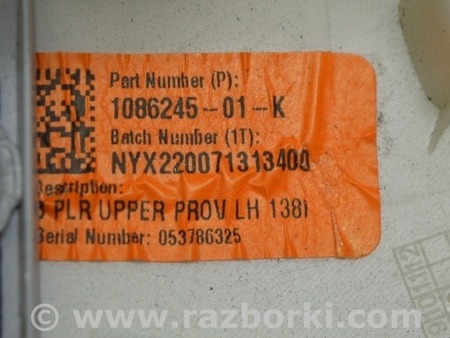 Part Number (P):
1086245-01-K
Batch Number (1T):
NYX220071313400
Description:
B PLR UPPER PROV LH 138i
Serial Number: 053786325
© www.razborki.com